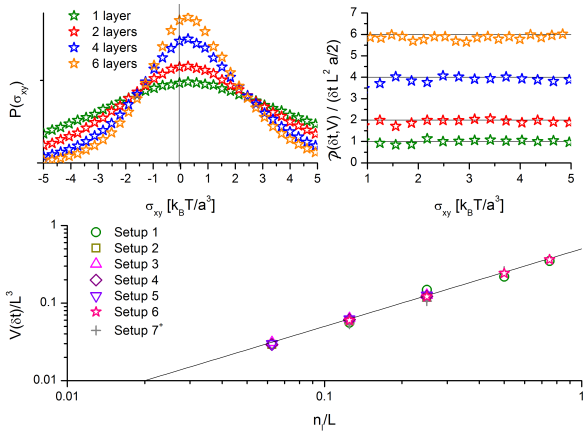 1 layer
2 layers
4 layers
6 layers
P(σxy)
-5 -4 -3 -2 -1 0 1 2 3 4 5
σxy [kBT/a³]
6
5
4
3
2
1
0
𝒫(δt,V) / (δt L² a/2)
1 2 3 4 5
σxy [kBT/a³]
Setup 1
Setup 2
Setup 3
Setup 4
Setup 5
Setup 6
Setup 7*
V(δt)/L³
1
0.1
0.01
0.01 0.1 1
nl/L